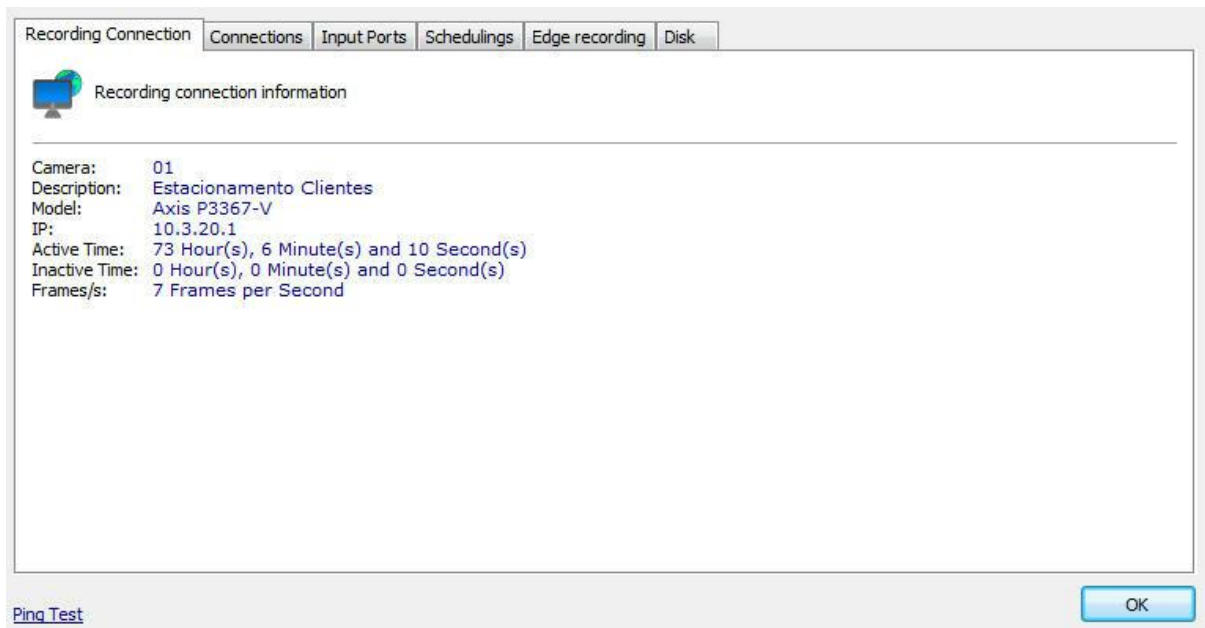 Recording Connection Connections Input Ports Schedulings Edge recording Disk
Recording connection information
Camera: 01
Description: Estacionamento Clientes
Model: Axis P3367-V
IP: 10.3.20.1
Active Time: 73 Hour(s), 6 Minute(s) and 10 Second(s)
Inactive Time: 0 Hour(s), 0 Minute(s) and 0 Second(s)
Frames/s: 7 Frames per Second
Ping Test OK